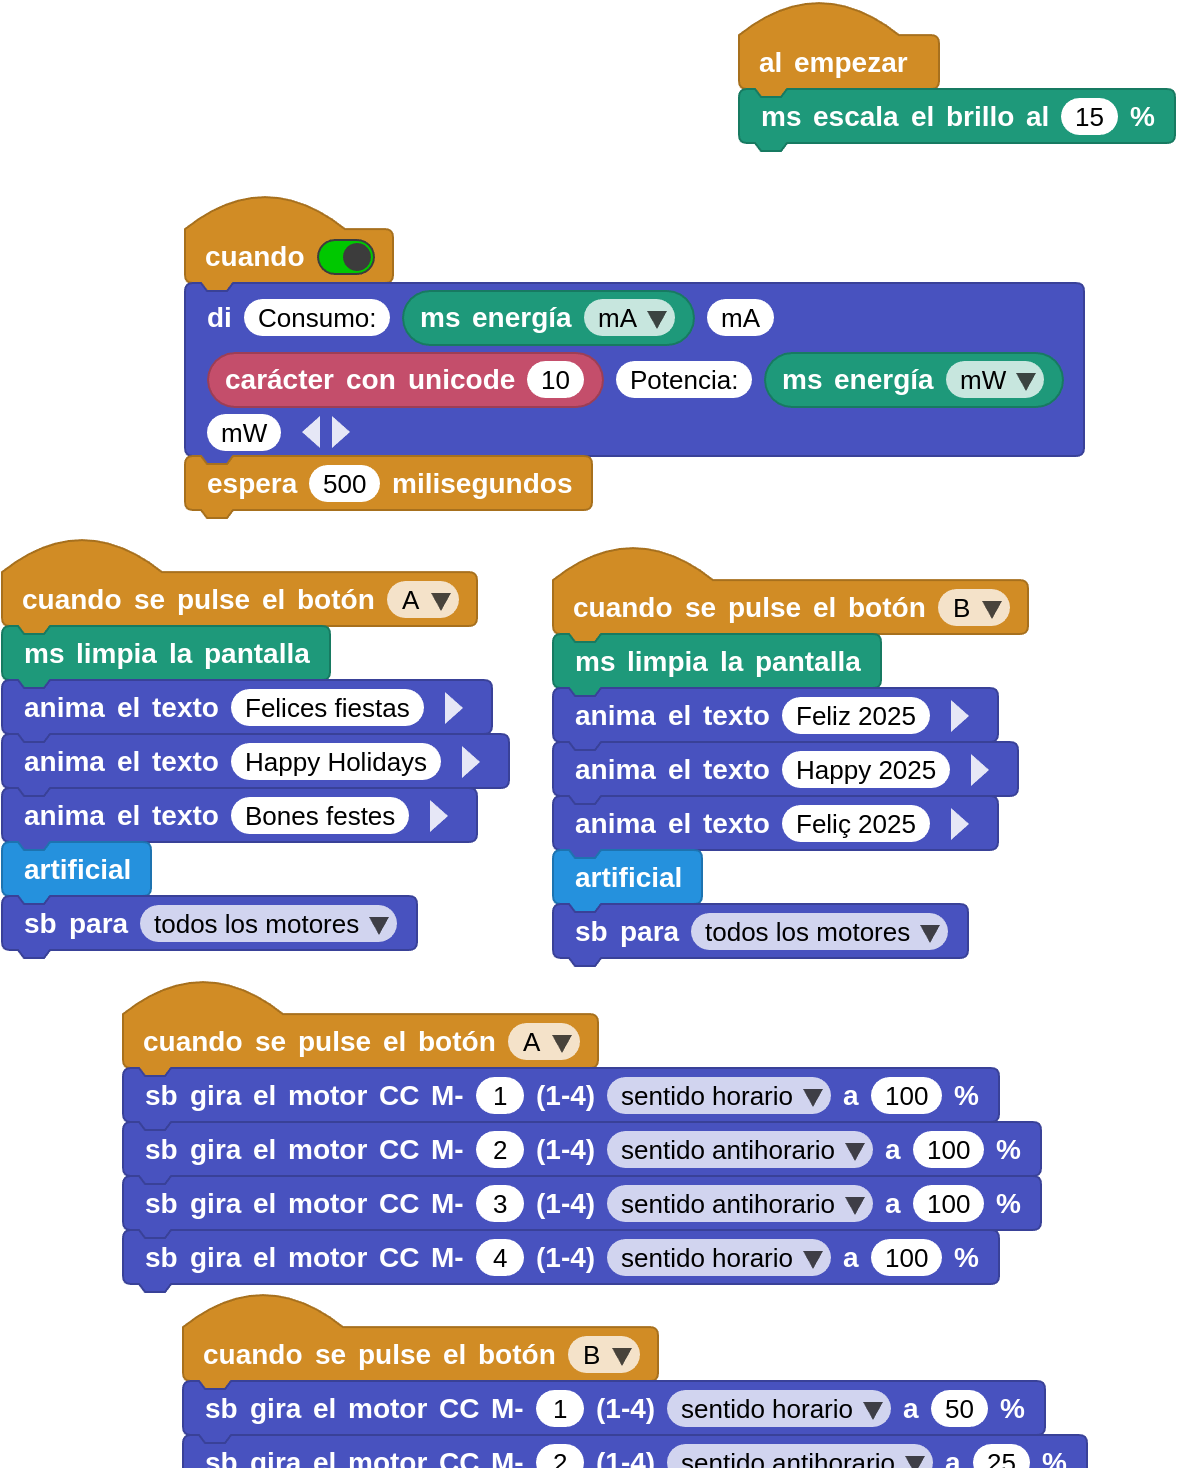 al empezar
ms escala el brillo al 15 %
cuando
di Consumo: ms energía mA mA
carácter con unicode 10 Potencia: ms energía mW
mW
espera 500 milisegundos
cuando se pulse el botón A
ms limpia la pantalla
anima el texto Felices fiestas
anima el texto Happy Holidays
anima el texto Bones festes
artificial
sb para todos los motores
cuando se pulse el botón B
ms limpia la pantalla
anima el texto Feliz 2025
anima el texto Happy 2025
anima el texto Feliç 2025
artificial
sb para todos los motores
cuando se pulse el botón A
sb gira el motor CC M- 1 (1-4) sentido horario a 100 %
sb gira el motor CC M- 2 (1-4) sentido antihorario a 100 %
sb gira el motor CC M- 3 (1-4) sentido antihorario a 100 %
sb gira el motor CC M- 4 (1-4) sentido horario a 100 %
cuando se pulse el botón B
sb gira el motor CC M- 1 (1-4) sentido horario a 50 %
sb gira el motor CC M- 2 (1-4) sentido antihorario a 25 %